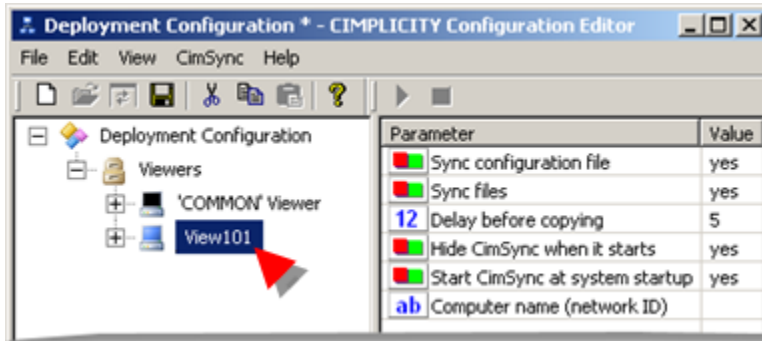 Deployment Configuration * - CIMPLICITY Configuration Editor
File Edit View CimSync Help
Deployment Configuration
Viewers
'COMMON' Viewer
View101
Parameter Value
Sync configuration file yes
Sync files yes
12 Delay before copying 5
Hide CimSync when it starts yes
Start CimSync at system startup yes
ab Computer name (network ID)